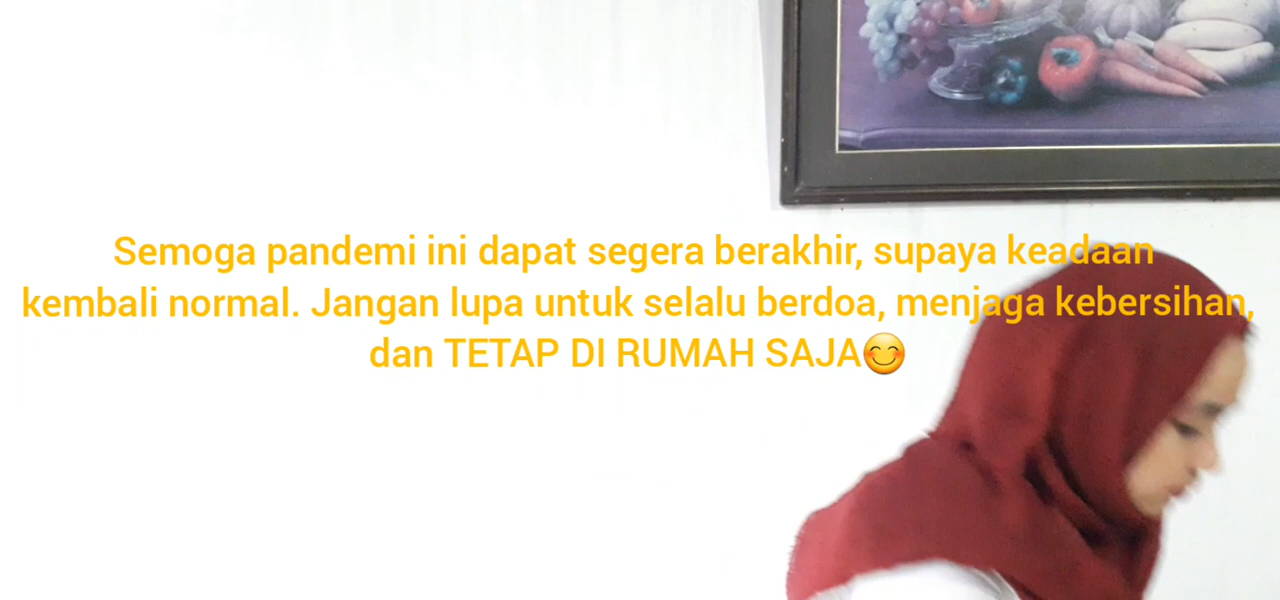 Semoga pandemi ini dapat segera berakhir, supaya keadaan
kembali normal. Jangan lupa untuk selalu berdoa, menjaga kebersihan,
dan TETAP DI RUMAH SAJA😊